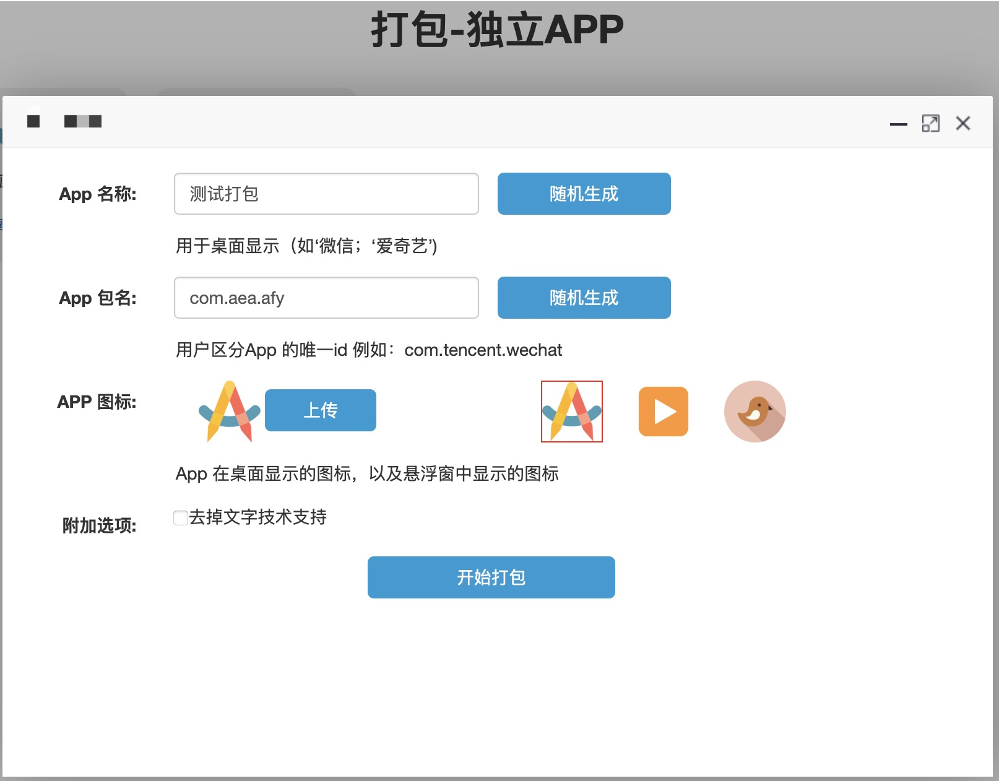 打包-独立APP
App 名称:
测试打包
随机生成
用于桌面显示（如‘微信；‘爱奇艺’)
App 包名:
com.aea.afy
随机生成
用户区分App 的唯一id 例如：com.tencent.wechat
APP 图标:
上传
App 在桌面显示的图标，以及悬浮窗中显示的图标
附加选项:
去掉文字技术支持
开始打包